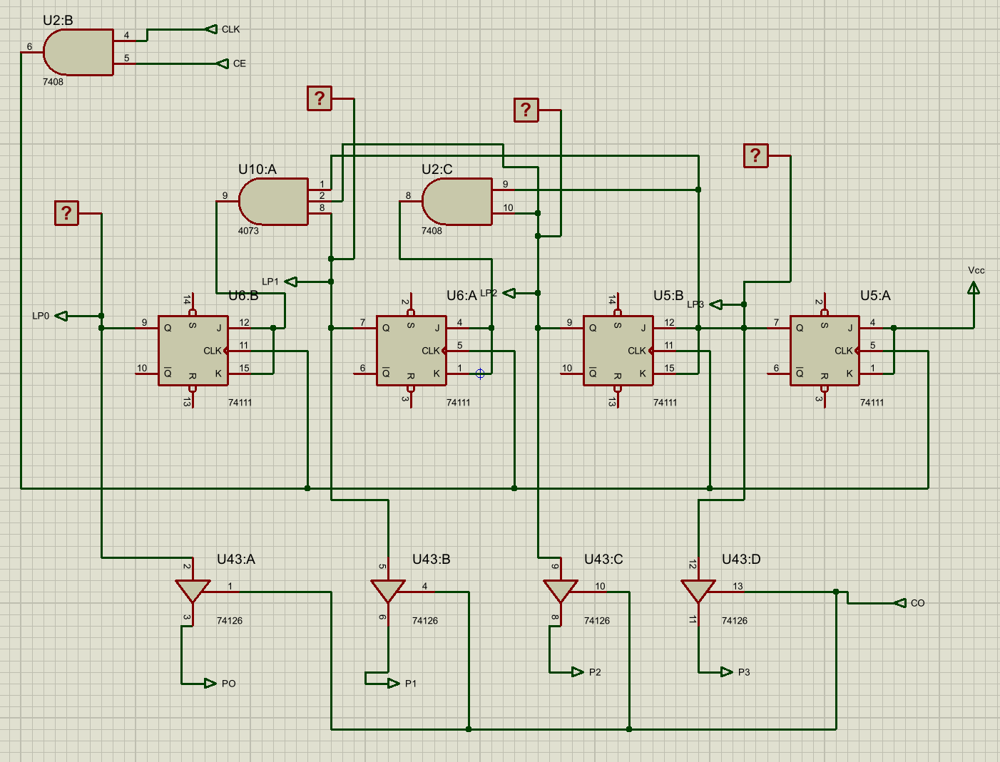 U2:B
4
CLK
6
5
CE
7408
?
?
?
U10:A
U2:C
1
9
9
2
8
8
10
4073
7408
?
Vcc
LP1
LP2
LP3
LP0
14
U6:B
2
U6:A
14
U5:B
2
U5:A
9
Q
S
J
12
7
Q
S
J
4
9
Q
S
J
12
7
Q
S
J
4
CLK
11
CLK
5
CLK
11
CLK
5
10
Q
R
K
15
6
Q
R
K
1
10
Q
R
K
15
6
Q
R
K
1
13
74111
3
74111
13
74111
3
74111
U43:A
U43:B
U43:C
U43:D
2
5
9
12
1
4
10
13
CO
3
74126
6
74126
8
74126
11
74126
P2
P3
PO
P1